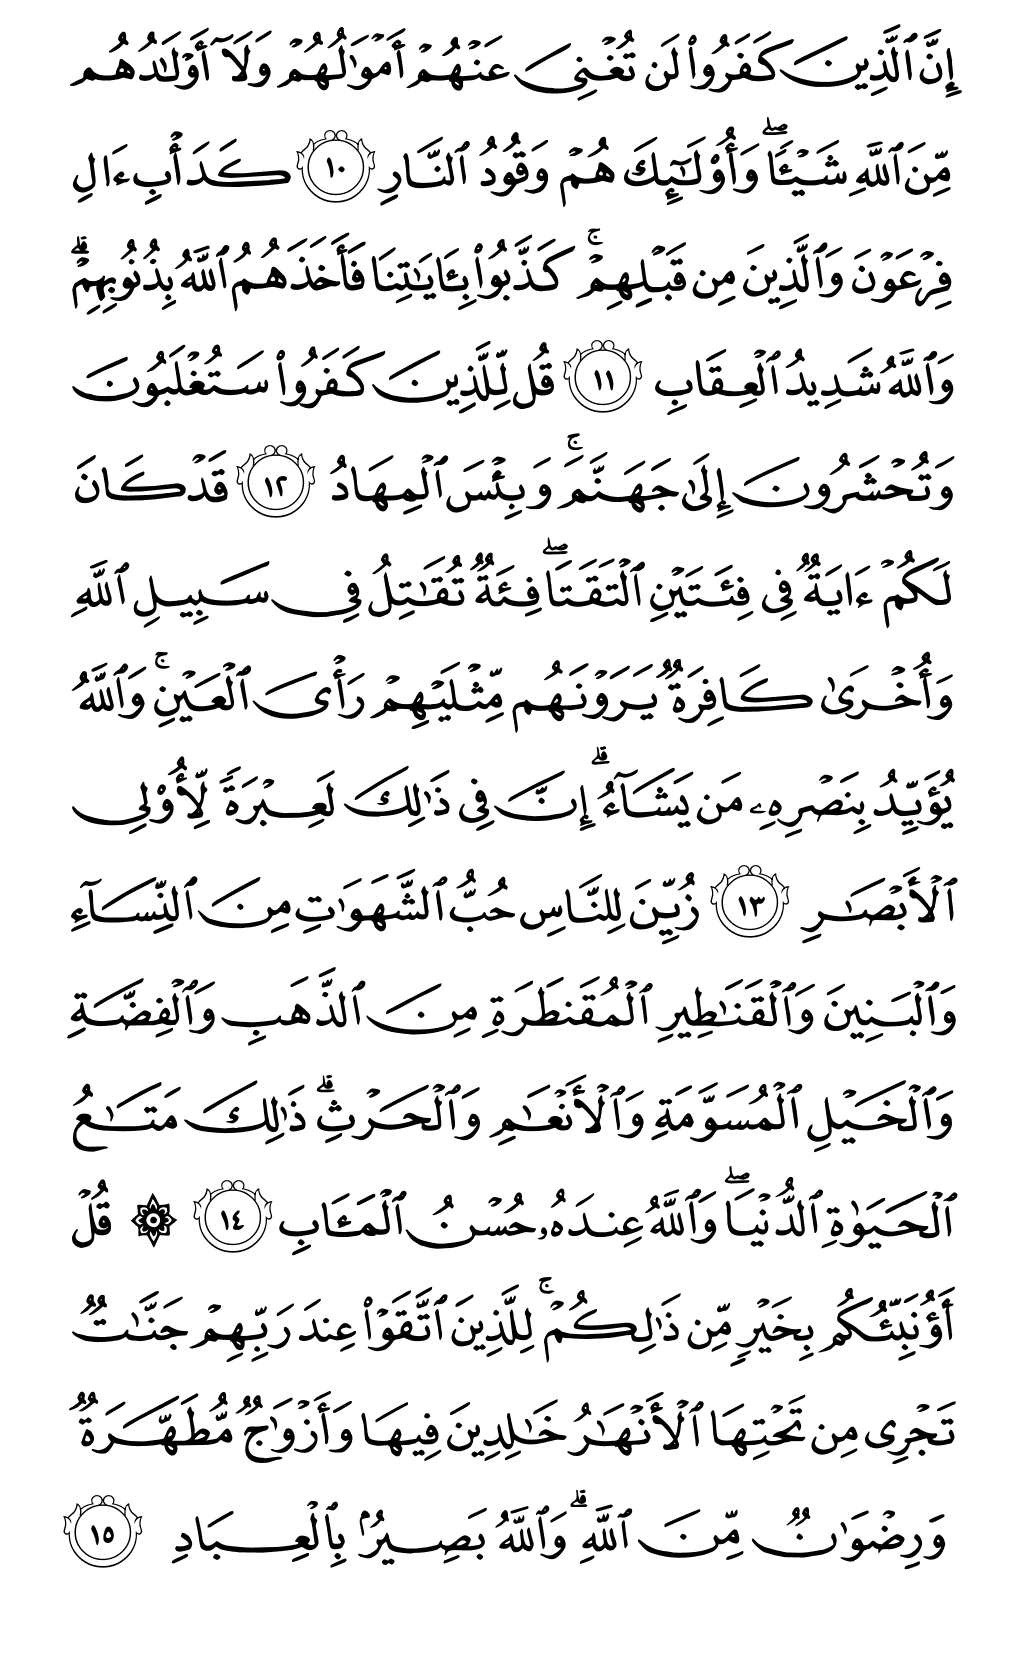 إِنَّ ٱلَّذِينَ كَفَرُوا۟ لَن تُغْنِىَ عَنْهُمْ أَمْوَٰلُهُمْ وَلَآ أَوْلَـٰدُهُم
مِّنَ ٱللَّهِ شَيْـًٔا ۖ وَأُو۟لَـٰٓئِكَ هُمْ وَقُودُ ٱلنَّارِ ١٠ كَدَأْبِ ءَالِ
فِرْعَوْنَ وَٱلَّذِينَ مِن قَبْلِهِمْ ۚ كَذَّبُوا۟ بِـَٔايَـٰتِنَا فَأَخَذَهُمُ ٱللَّهُ بِذُنُوبِهِمْ ۗ
وَٱللَّهُ شَدِيدُ ٱلْعِقَابِ ١١ قُل لِّلَّذِينَ كَفَرُوا۟ سَتُغْلَبُونَ
وَتُحْشَرُونَ إِلَىٰ جَهَنَّمَ ۚ وَبِئْسَ ٱلْمِهَادُ ١٢ قَدْ كَانَ
لَكُمْ ءَايَةٌ فِى فِئَتَيْنِ ٱلْتَقَتَا ۖ فِئَةٌ تُقَـٰتِلُ فِى سَبِيلِ ٱللَّهِ
وَأُخْرَىٰ كَافِرَةٌ يَرَوْنَهُم مِّثْلَيْهِمْ رَأْىَ ٱلْعَيْنِ ۚ وَٱللَّهُ
يُؤَيِّدُ بِنَصْرِهِۦ مَن يَشَآءُ ۗ إِنَّ فِى ذَٰلِكَ لَعِبْرَةً لِّأُو۟لِى
ٱلْأَبْصَـٰرِ ١٣ زُيِّنَ لِلنَّاسِ حُبُّ ٱلشَّهَوَٰتِ مِنَ ٱلنِّسَآءِ
وَٱلْبَنِينَ وَٱلْقَنَـٰطِيرِ ٱلْمُقَنطَرَةِ مِنَ ٱلذَّهَبِ وَٱلْفِضَّةِ
وَٱلْخَيْلِ ٱلْمُسَوَّمَةِ وَٱلْأَنْعَـٰمِ وَٱلْحَرْثِ ۗ ذَٰلِكَ مَتَـٰعُ
ٱلْحَيَوٰةِ ٱلدُّنْيَا ۖ وَٱللَّهُ عِندَهُۥ حُسْنُ ٱلْمَـَٔابِ ١٤ ۞ قُلْ
أَؤُنَبِّئُكُم بِخَيْرٍ مِّن ذَٰلِكُمْ ۚ لِلَّذِينَ ٱتَّقَوْا۟ عِندَ رَبِّهِمْ جَنَّـٰتٌ
تَجْرِى مِن تَحْتِهَا ٱلْأَنْهَـٰرُ خَـٰلِدِينَ فِيهَا وَأَزْوَٰجٌ مُّطَهَّرَةٌ
وَرِضْوَٰنٌ مِّنَ ٱللَّهِ ۗ وَٱللَّهُ بَصِيرٌۢ بِٱلْعِبَادِ ١٥